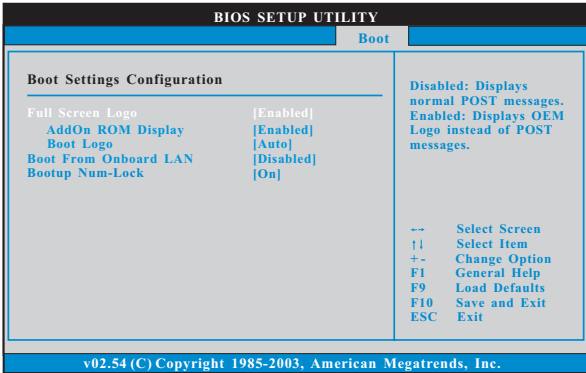 BIOS SETUP UTILITY
Boot
Boot Settings Configuration
Full Screen Logo [Enabled]
AddOn ROM Display [Enabled]
Boot Logo [Auto]
Boot From Onboard LAN [Disabled]
Bootup Num-Lock [On]
Disabled: Displays
normal POST messages.
Enabled: Displays OEM
Logo instead of POST
messages.
←→ Select Screen
↑↓ Select Item
+- Change Option
F1 General Help
F9 Load Defaults
F10 Save and Exit
ESC Exit
v02.54 (C) Copyright 1985-2003, American Megatrends, Inc.